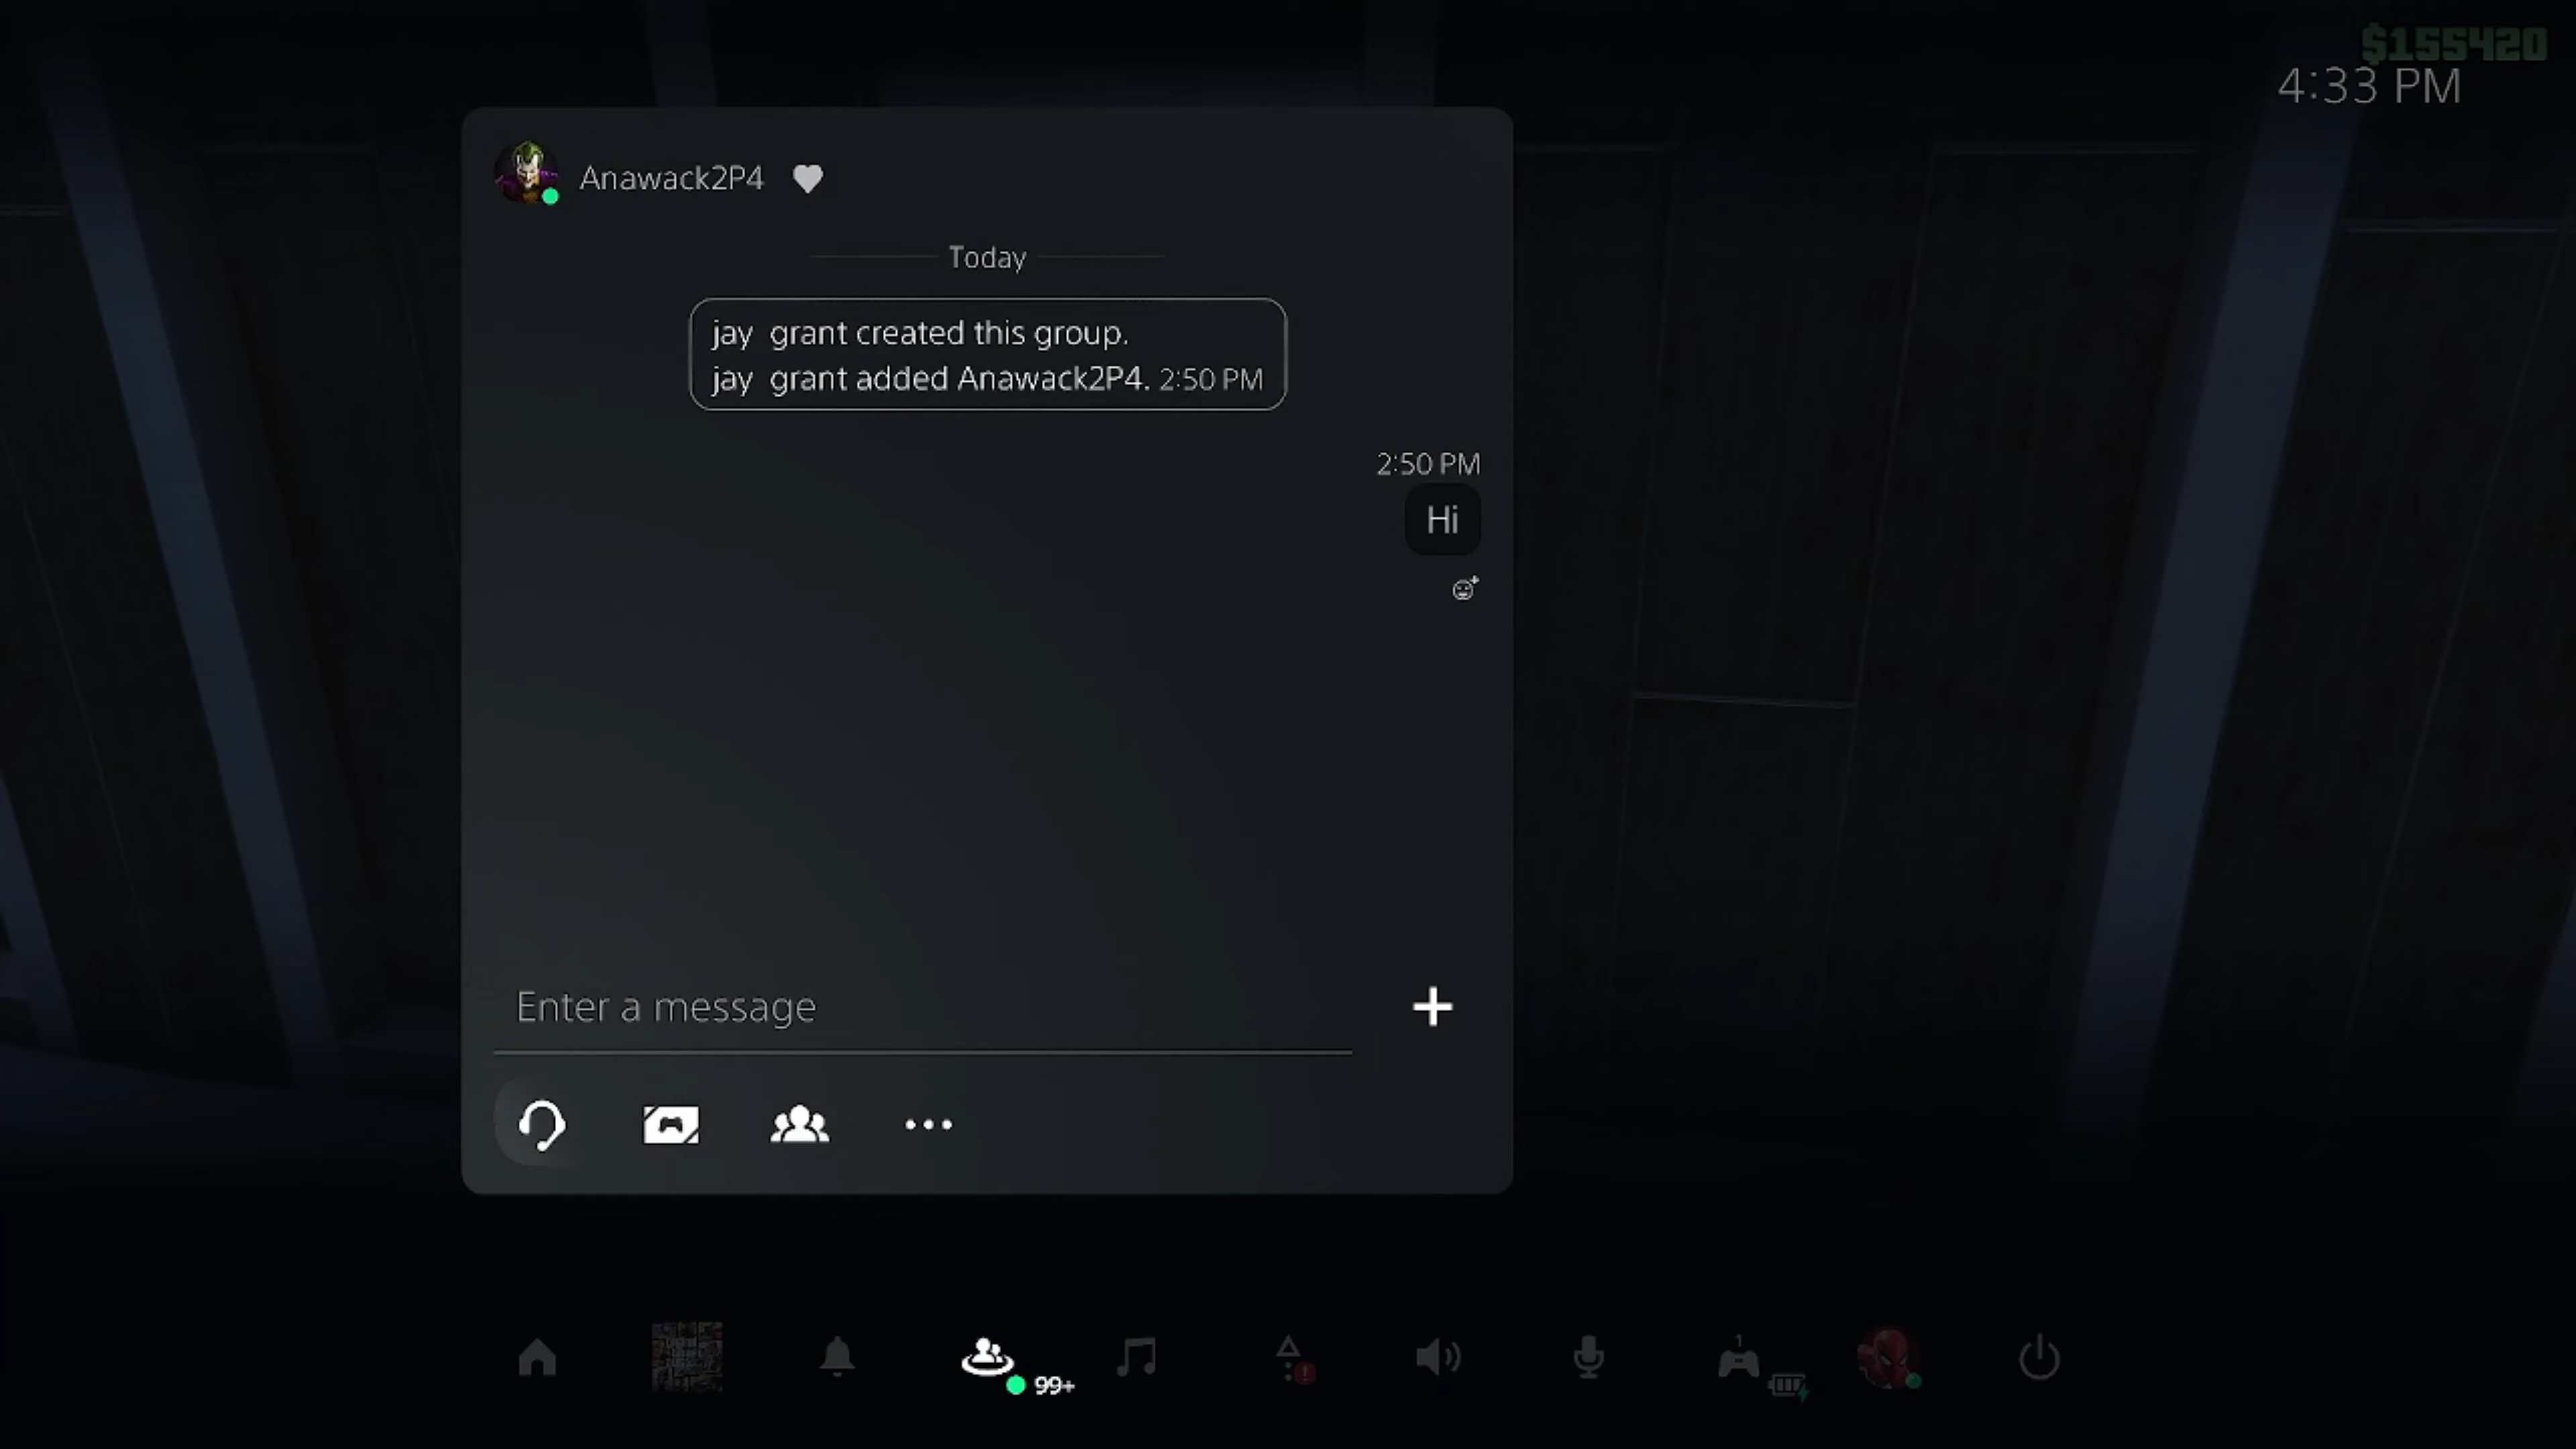 $155420
4:33 PM
Anawack2P4
Today
jay grant created this group.
jay grant added Anawack2P4. 2:50 PM
2:50 PM
Hi
Enter a message
99+
1